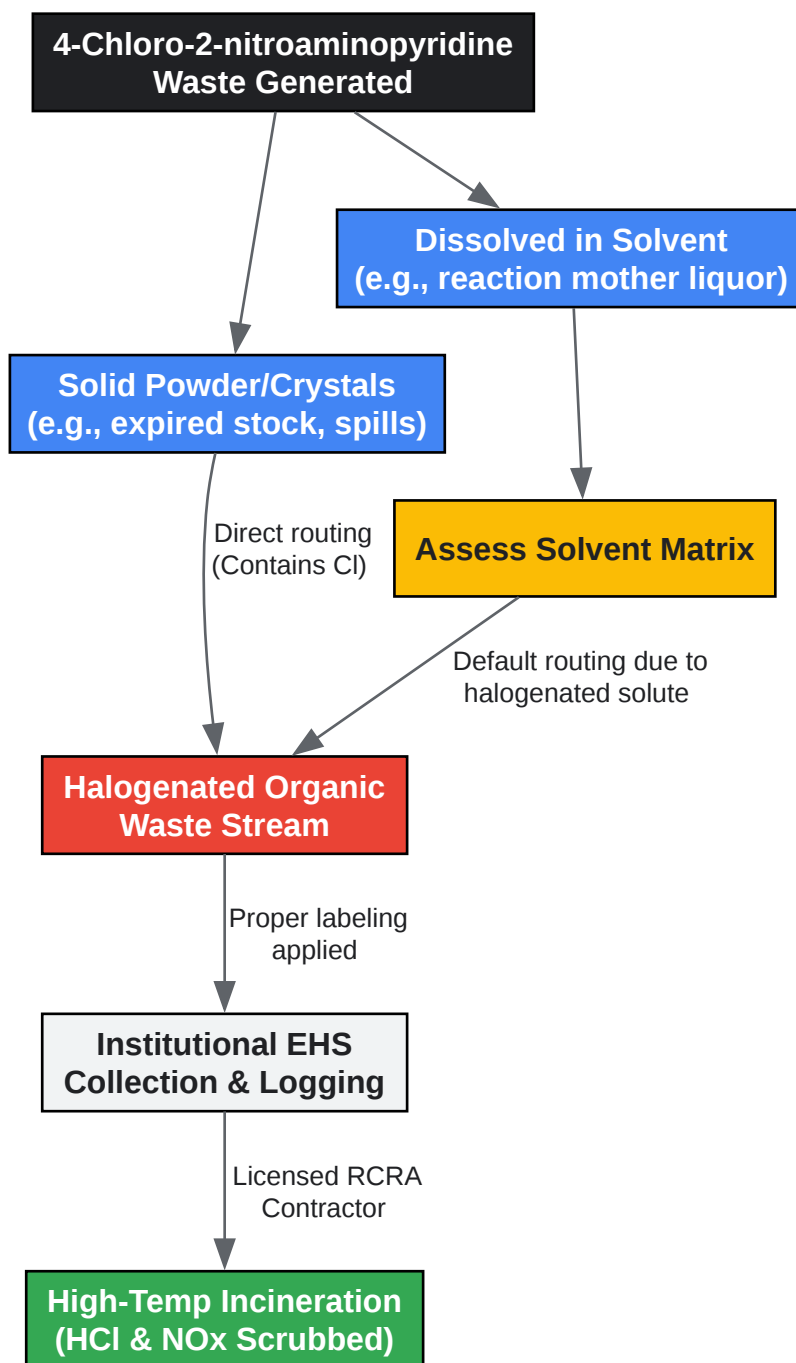 4-Chloro-2-nitroaminopyridine
Waste Generated
Dissolved in Solvent
(e.g., reaction mother liquor)
Solid Powder/Crystals
(e.g., expired stock, spills)
Direct routing
(Contains Cl)
Assess Solvent Matrix
Default routing due to
halogenated solute
Halogenated Organic
Waste Stream
Proper labeling
applied
Institutional EHS
Collection & Logging
Licensed RCRA
Contractor
High-Temp Incineration
(HCl & NOx Scrubbed)